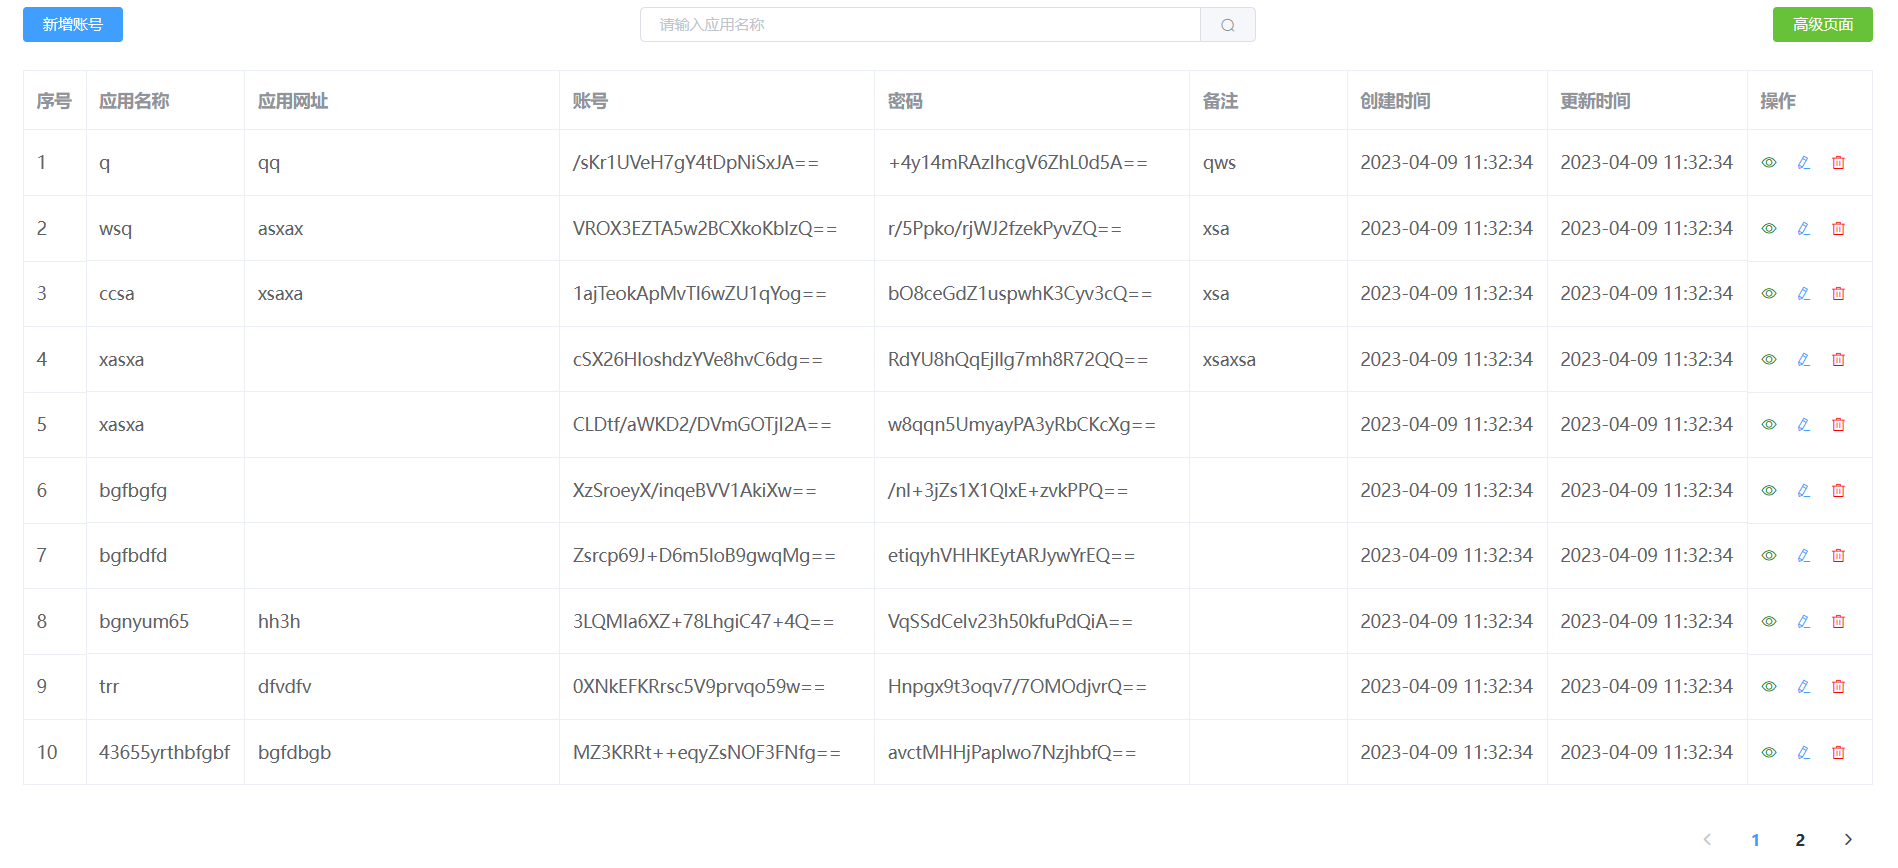 新增账号 请输入应用名称 高级页面
序号 应用名称 应用网址 账号 密码 备注 创建时间 更新时间 操作
1 q qq /sKr1UVeH7gY4tDpNiSxJA== +4y14mRAzIhcgV6ZhL0d5A== qws 2023-04-09 11:32:34 2023-04-09 11:32:34
2 wsq asxax VROX3EZTA5w2BCXkoKbIzQ== r/5Ppko/rjWJ2fzekPyvZQ== xsa 2023-04-09 11:32:34 2023-04-09 11:32:34
3 ccsa xsaxa 1ajTeokApMvTI6wZU1qYog== bO8ceGdZ1uspwhK3Cyv3cQ== xsa 2023-04-09 11:32:34 2023-04-09 11:32:34
4 xasxa cSX26HIoshdzYVe8hvC6dg== RdYU8hQqEjIlg7mh8R72QQ== xsaxsa 2023-04-09 11:32:34 2023-04-09 11:32:34
5 xasxa CLDtf/aWKD2/DVmGOTjI2A== w8qqn5UmyayPA3yRbCKcXg== 2023-04-09 11:32:34 2023-04-09 11:32:34
6 bgfbgfg XzSroeyX/inqeBVV1AkiXw== /nI+3jZs1X1QlxE+zvkPPQ== 2023-04-09 11:32:34 2023-04-09 11:32:34
7 bgfbdfd Zsrcp69J+D6m5IoB9gwqMg== etiqyhVHHKEytARJywYrEQ== 2023-04-09 11:32:34 2023-04-09 11:32:34
8 bgnyum65 hh3h 3LQMIa6XZ+78LhgiC47+4Q== VqSSdCeIv23h50kfuPdQiA== 2023-04-09 11:32:34 2023-04-09 11:32:34
9 trr dfvdfv 0XNkEFKRrsc5V9prvqo59w== Hnpgx9t3oqv7/7OMOdjvrQ== 2023-04-09 11:32:34 2023-04-09 11:32:34
10 43655yrthbfgbf bgfdbgb MZ3KRRt++eqyZsNOF3FNfg== avctMHHjPapIwo7NzjhbfQ== 2023-04-09 11:32:34 2023-04-09 11:32:34
1 2